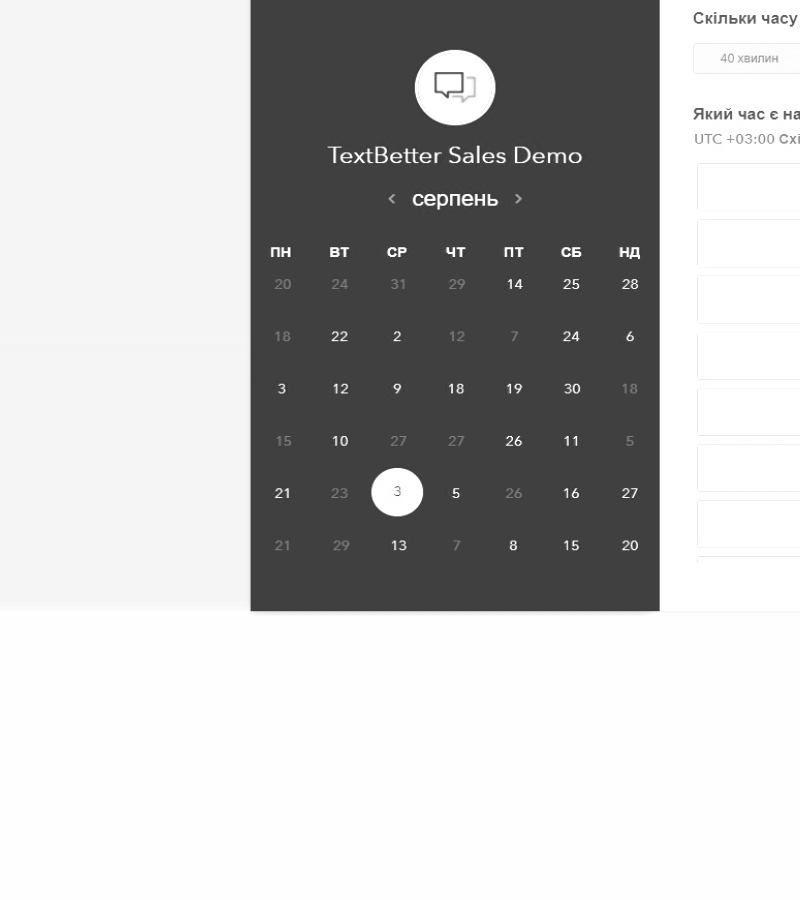 TextBetter Sales Demo
< серпень >
ПН ВТ СР ЧТ ПТ СБ НД
20 24 31 29 14 25 28
18 22 2 12 7 24 6
3 12 9 18 19 30 18
15 10 27 27 26 11 5
21 23 3 5 26 16 27
21 29 13 7 8 15 20
Скільки часу
40 хвилин
Який час є на
UTC +03:00 Схі